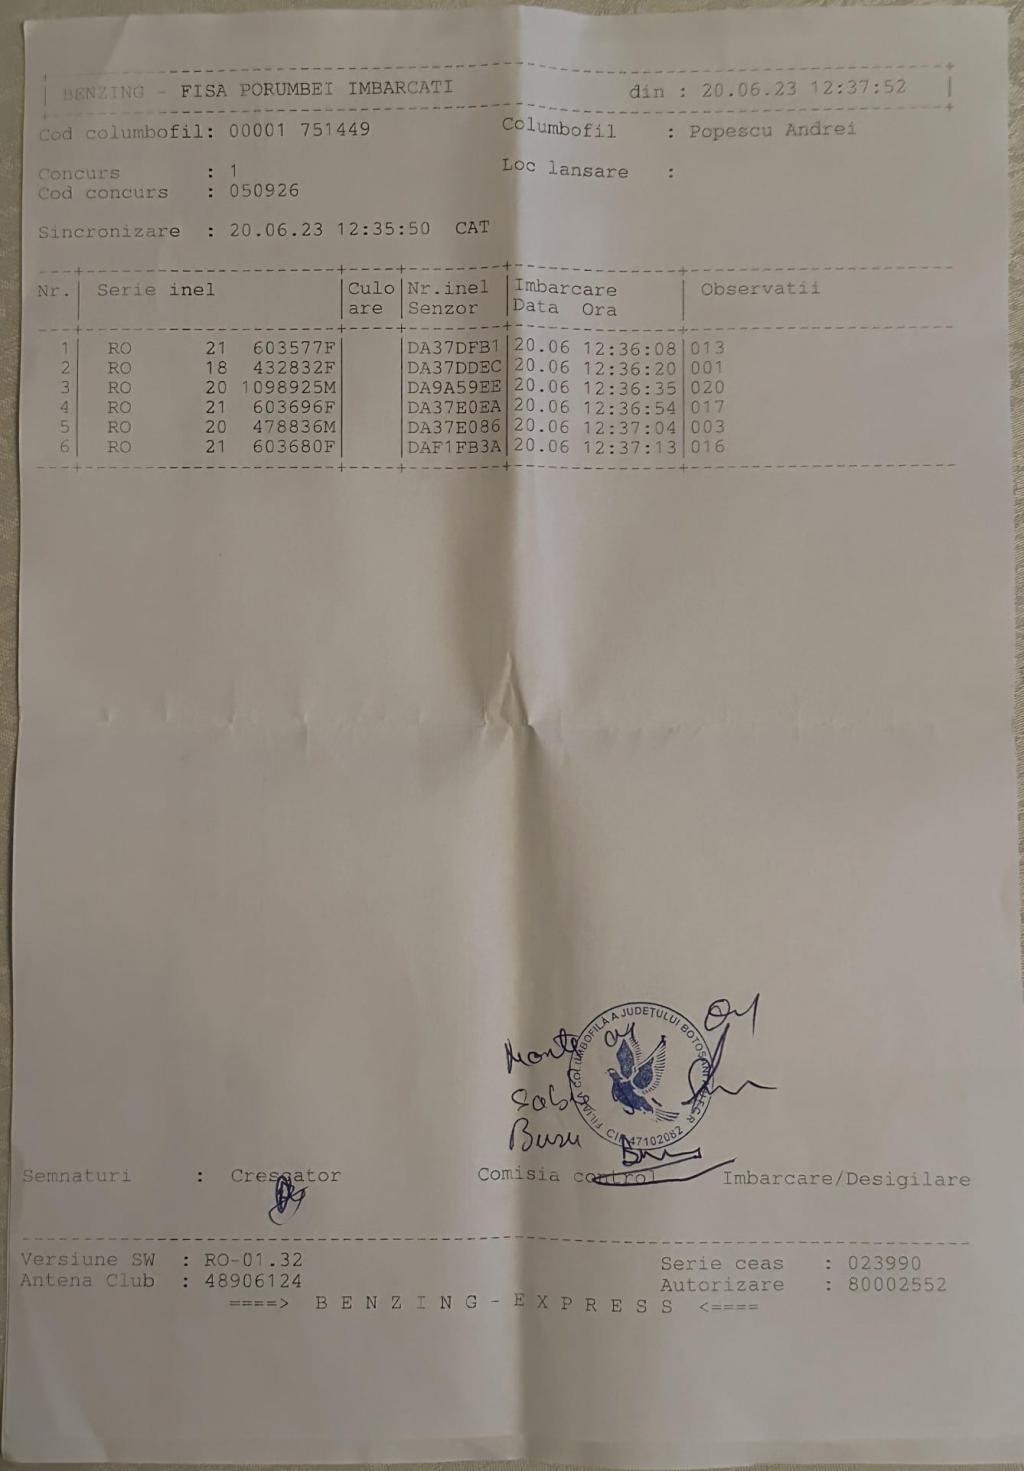 BENZING - FISA PORUMBEI IMBARCATI din : 20.06.23 12:37:52
Cod columbofil: 00001 751449 Columbofil : Popescu Andrei
Concurs : 1 Loc lansare :
Cod concurs : 050926
Sincronizare : 20.06.23 12:35:50 CAT
Nr. Serie inel Culo Nr.inel Imbarcare Observatii
are Senzor Data Ora
1 RO 21 603577F DA37DFB1 20.06 12:36:08 013
2 RO 18 432832F DA37DDEC 20.06 12:36:20 001
3 RO 20 1098925M DA9A59EE 20.06 12:36:35 020
4 RO 21 603696F DA37E0EA 20.06 12:36:54 017
5 RO 20 478836M DA37E086 20.06 12:37:04 003
6 RO 21 603680F DAF1FB3A 20.06 12:37:13 016
FILIALA COLUMBOFILA A JUDETULUI BOTOSANI
47102082
Semnaturi : Crescator Comisia control Imbarcare/Desigilare
Versiune SW : RO-01.32 Serie ceas : 023990
Antena Club : 48906124 Autorizare : 80002552
====> B E N Z I N G - E X P R E S S <====